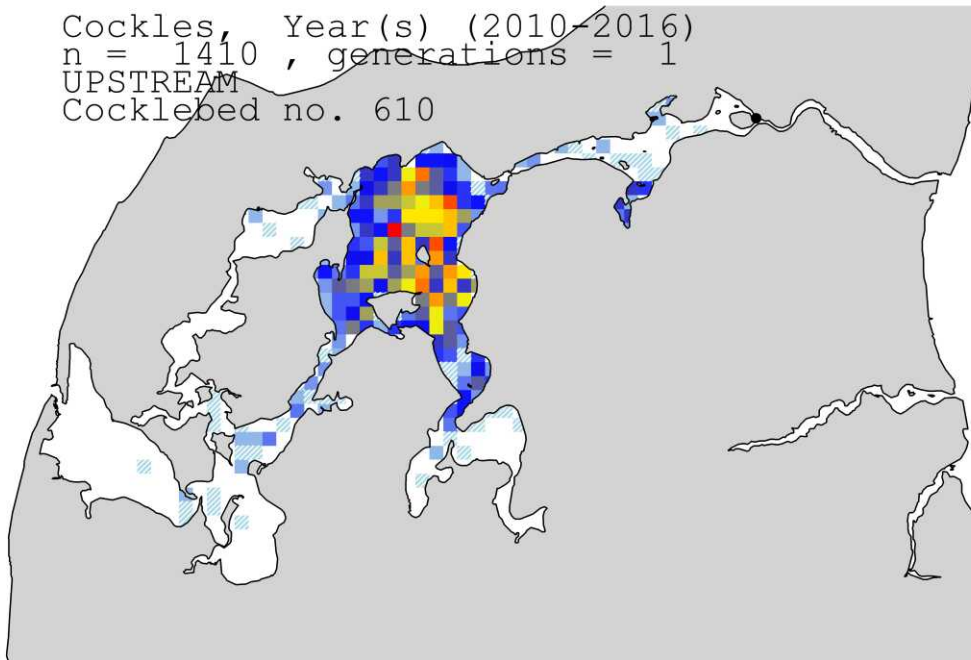 Cockles, Year(s) (2010-2016)
n = 1410 , generations = 1
UPSTREAM
Cocklebed no. 610